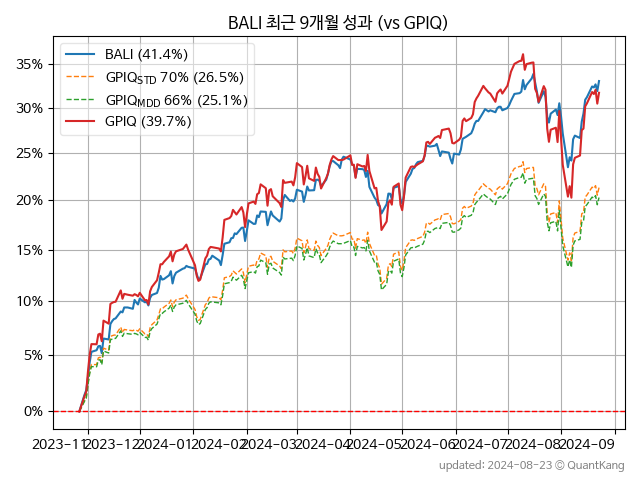 BALI 최근 9개월 성과 (vs GPIQ)
BALI (41.4%)
GPIQSTD 70% (26.5%)
GPIQMDD 66% (25.1%)
GPIQ (39.7%)
35%
30%
25%
20%
15%
10%
5%
0%
2023-11 2023-12 2024-01 2024-02 2024-03 2024-04 2024-05 2024-06 2024-07 2024-08 2024-09
updated: 2024-08-23 © QuantKang